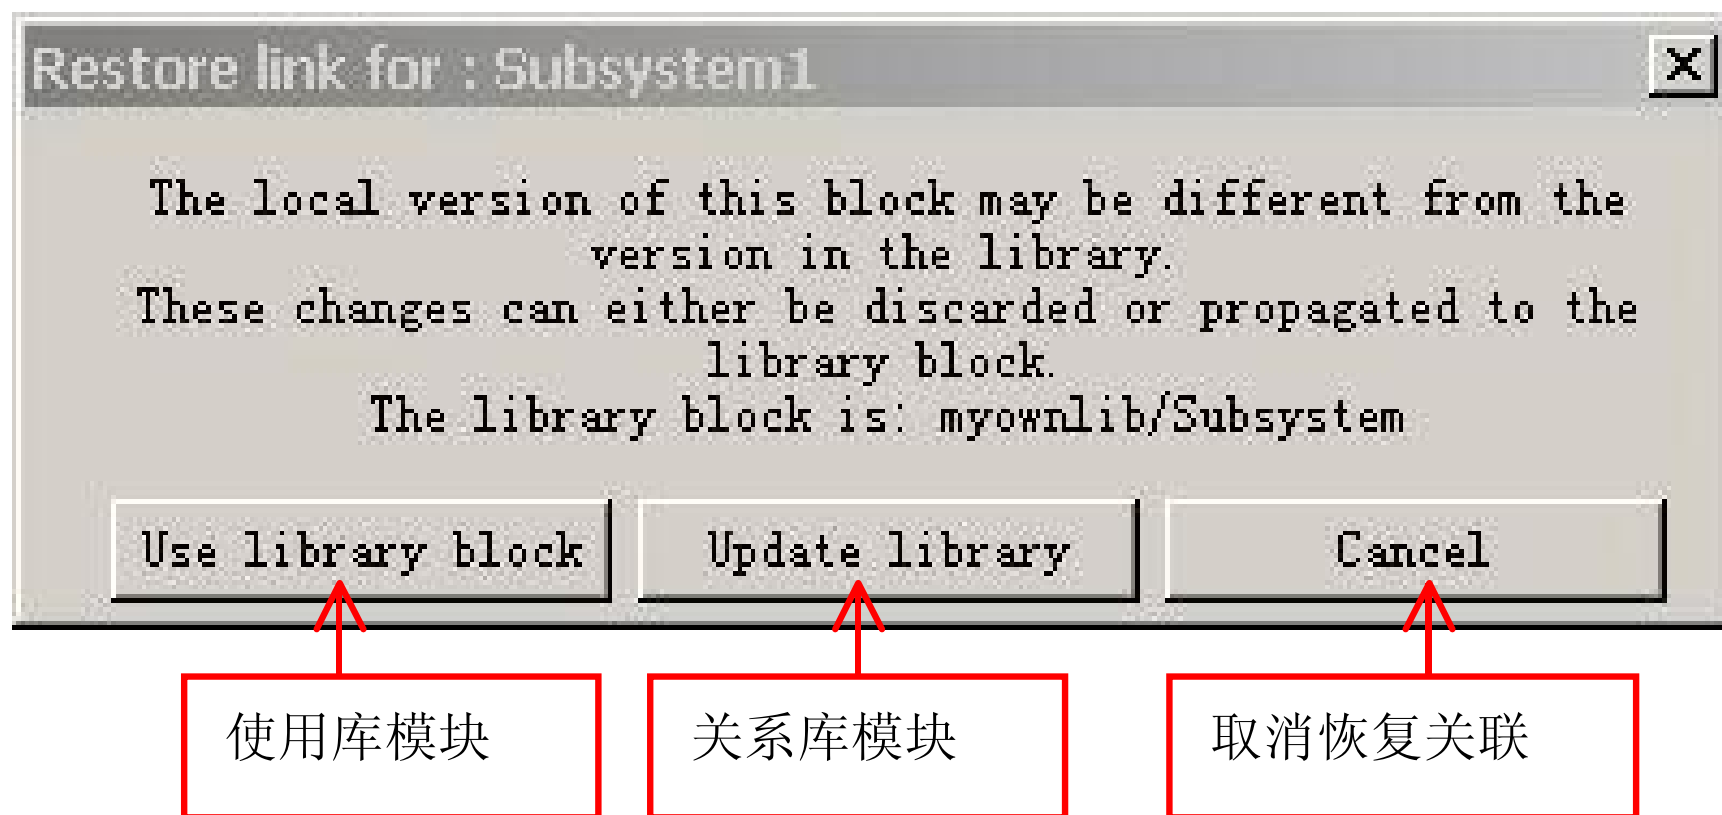 Restore link for : Subsystem1
The local version of this block may be different from the
version in the library.
These changes can either be discarded or propagated to the
library block.
The library block is: myownlib/Subsystem
Use library block
Update library
Cancel
使用库模块
关系库模块
取消恢复关联